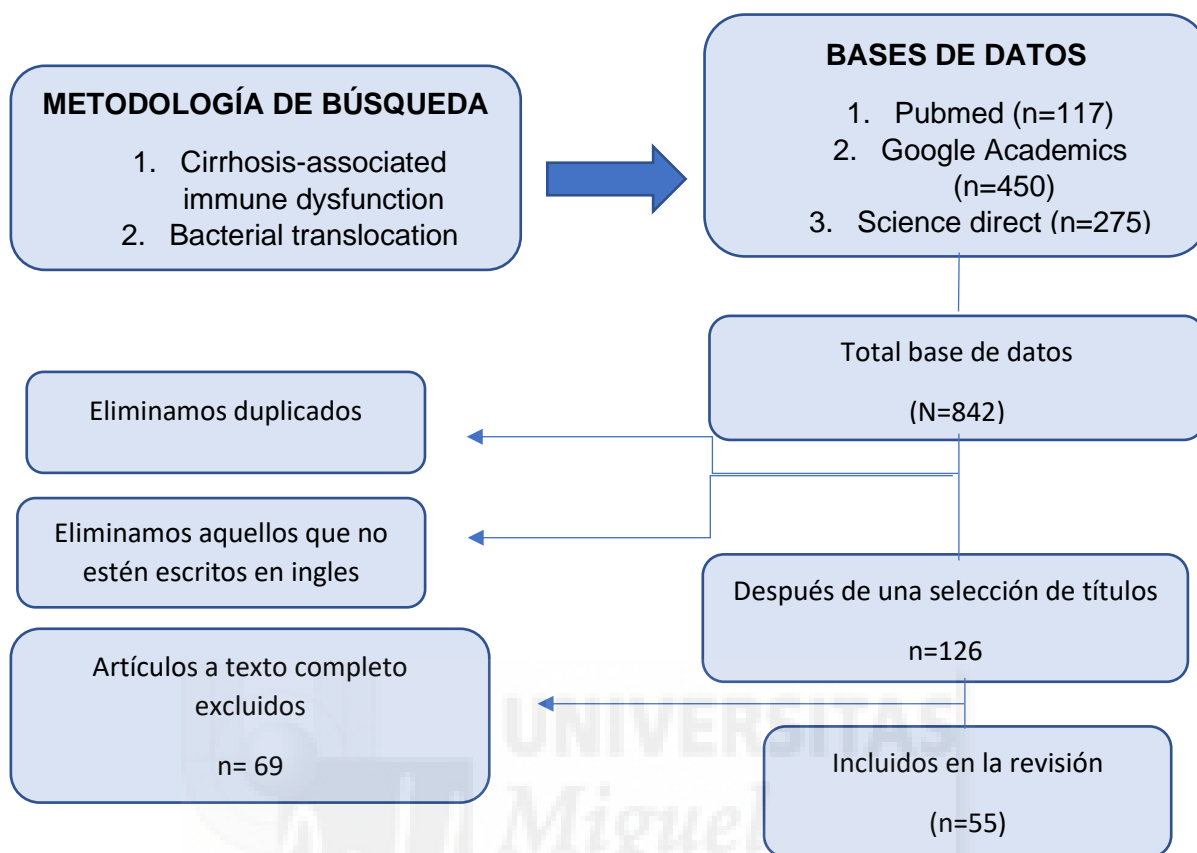 METODOLOGÍA DE BÚSQUEDA
1. Cirrhosis-associated
immune dysfunction
2. Bacterial translocation
BASES DE DATOS
1. Pubmed (n=117)
2. Google Academics
(n=450)
3. Science direct (n=275)
Total base de datos
(N=842)
Eliminamos duplicados
Eliminamos aquellos que no
estén escritos en ingles
Después de una selección de títulos
n=126
Artículos a texto completo
excluidos
n= 69
Incluidos en la revisión
(n=55)
UNIVERSITAS
Miguel